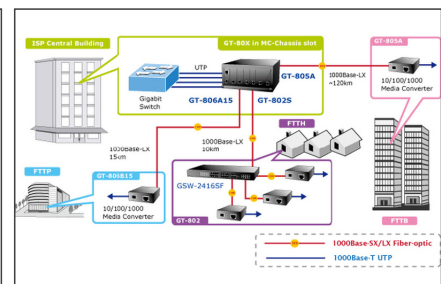 ISP Central Building
GT-80X in MC-Chassis slot
GT-805A
UTP
GT-805A
1000Base-LX
=120km
10/100/1000
Media Converter
Gigabit
Switch
GT-806A15
GT-802S
1000Base-LX
15km
1000Base-LX
10km
FTTH
FTTP
GT-806B15
GSW-2416SF
10/100/1000
Media Converter
GT-802
FTTB
1000Base-SX/LX Fiber-optic
1000Base-T UTP